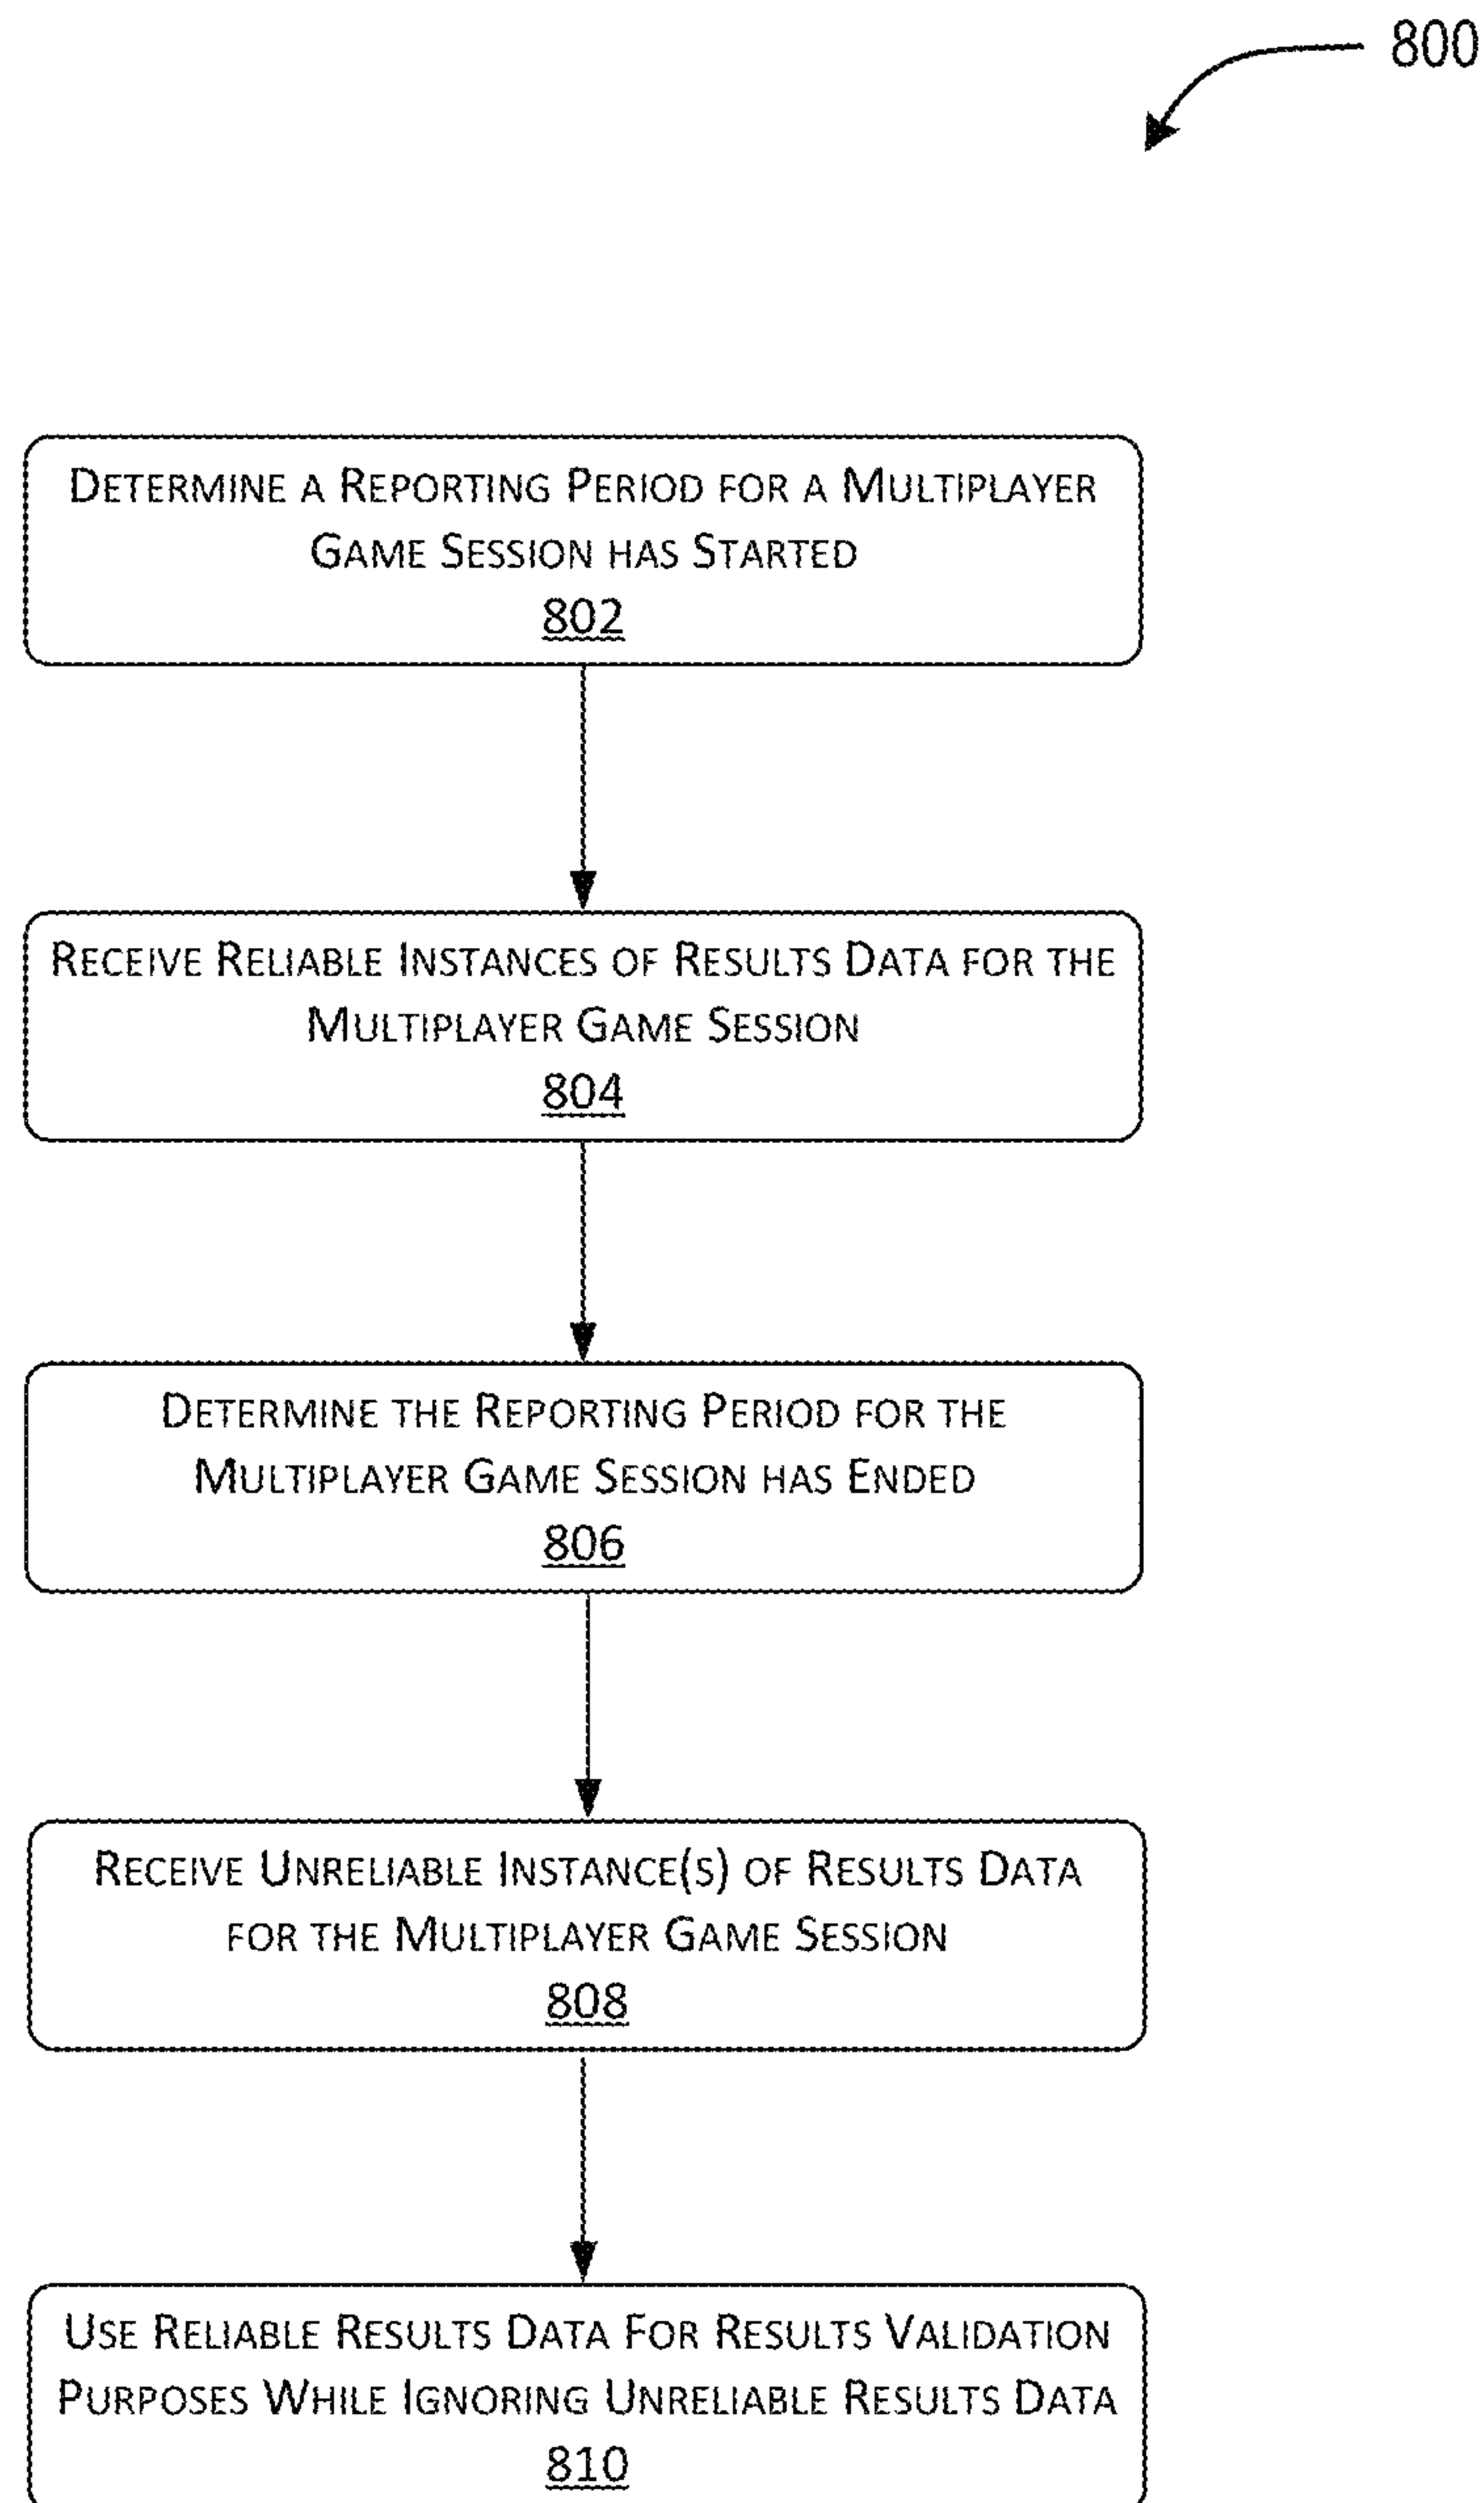 800
DETERMINE A REPORTING PERIOD FOR A MULTIPLAYER
GAME SESSION HAS STARTED
802
RECEIVE RELIABLE INSTANCES OF RESULTS DATA FOR THE
MULTIPLAYER GAME SESSION
804
DETERMINE THE REPORTING PERIOD FOR THE
MULTIPLAYER GAME SESSION HAS ENDED
806
RECEIVE UNRELIABLE INSTANCE(S) OF RESULTS DATA
FOR THE MULTIPLAYER GAME SESSION
808
USE RELIABLE RESULTS DATA FOR RESULTS VALIDATION
PURPOSES WHILE IGNORING UNRELIABLE RESULTS DATA
810